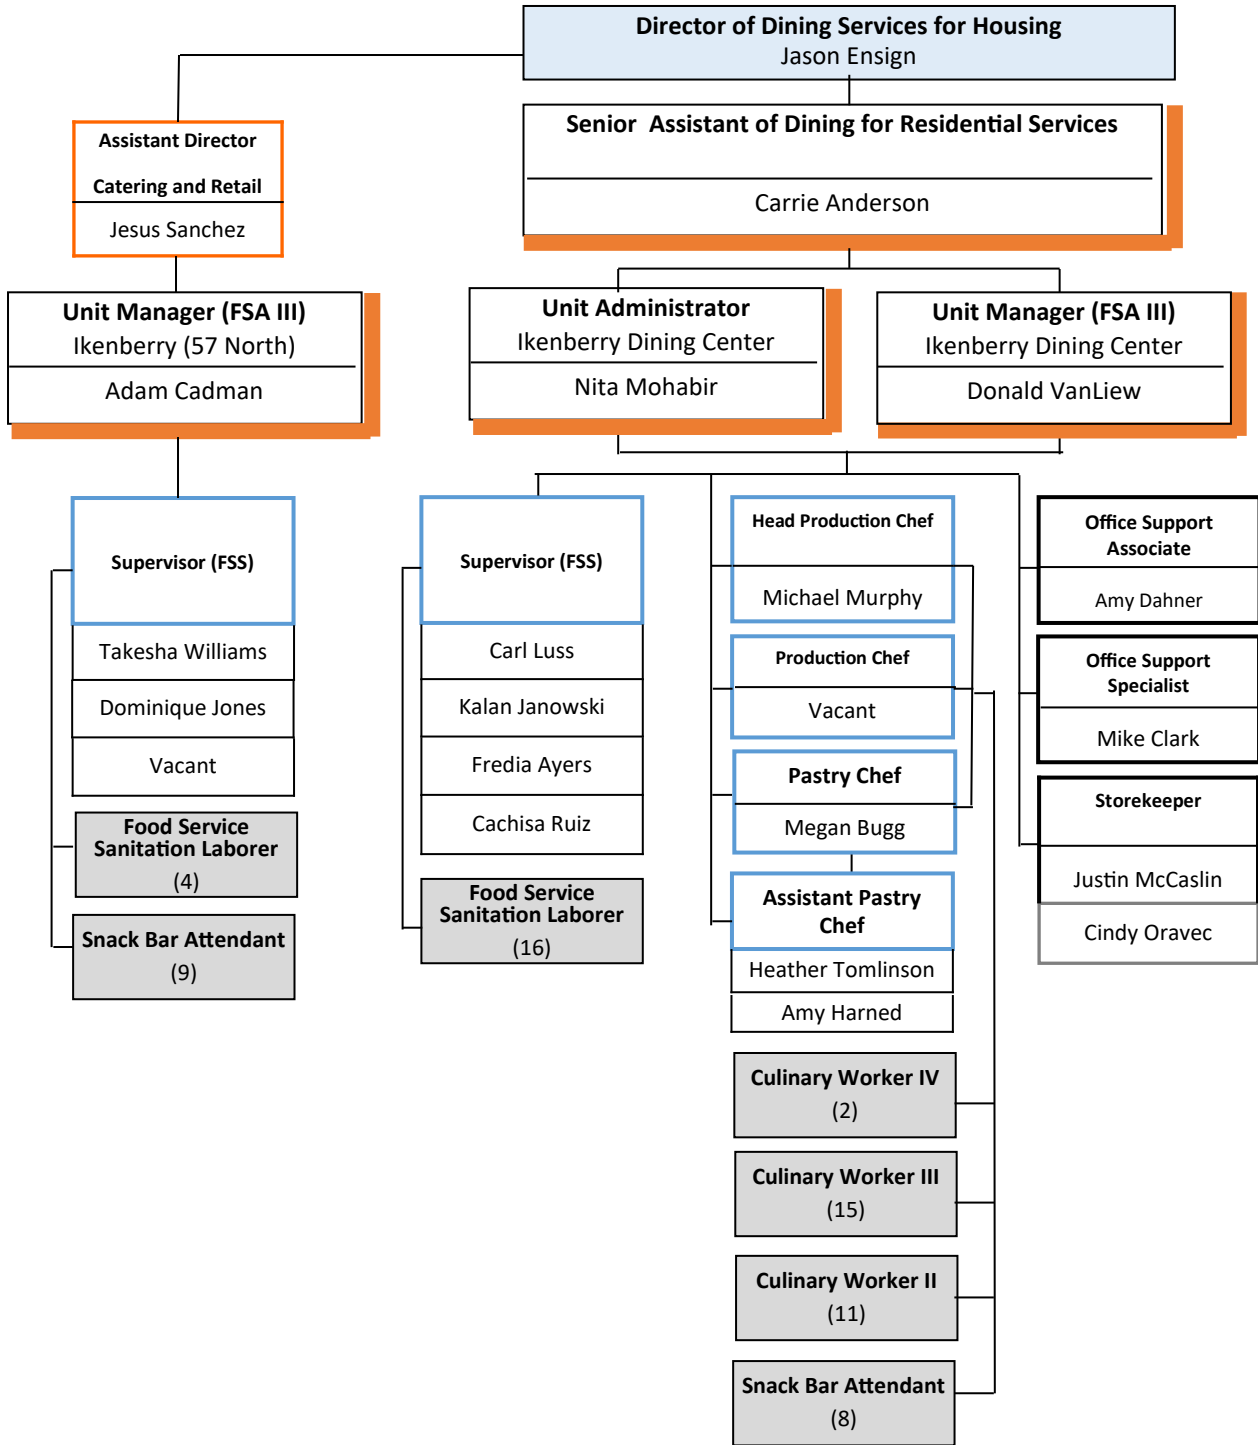 Director of Dining Services for Housing
Jason Ensign
Assistant Director
Catering and Retail
Jesus Sanchez
Senior Assistant of Dining for Residential Services
Carrie Anderson
Unit Manager (FSA III)
Ikenberry (57 North)
Adam Cadman
Unit Administrator
Ikenberry Dining Center
Nita Mohabir
Unit Manager (FSA III)
Ikenberry Dining Center
Donald VanLiew
Supervisor (FSS)
Takesha Williams
Dominique Jones
Vacant
Food Service
Sanitation Laborer
(4)
Snack Bar Attendant
(9)
Supervisor (FSS)
Carl Luss
Kalan Janowski
Fredia Ayers
Cachisa Ruiz
Food Service
Sanitation Laborer
(16)
Head Production Chef
Michael Murphy
Production Chef
Vacant
Pastry Chef
Megan Bugg
Assistant Pastry
Chef
Heather Tomlinson
Amy Harned
Culinary Worker IV
(2)
Culinary Worker III
(15)
Culinary Worker II
(11)
Snack Bar Attendant
(8)
Office Support
Associate
Amy Dahner
Office Support
Specialist
Mike Clark
Storekeeper
Justin McCaslin
Cindy Oravec